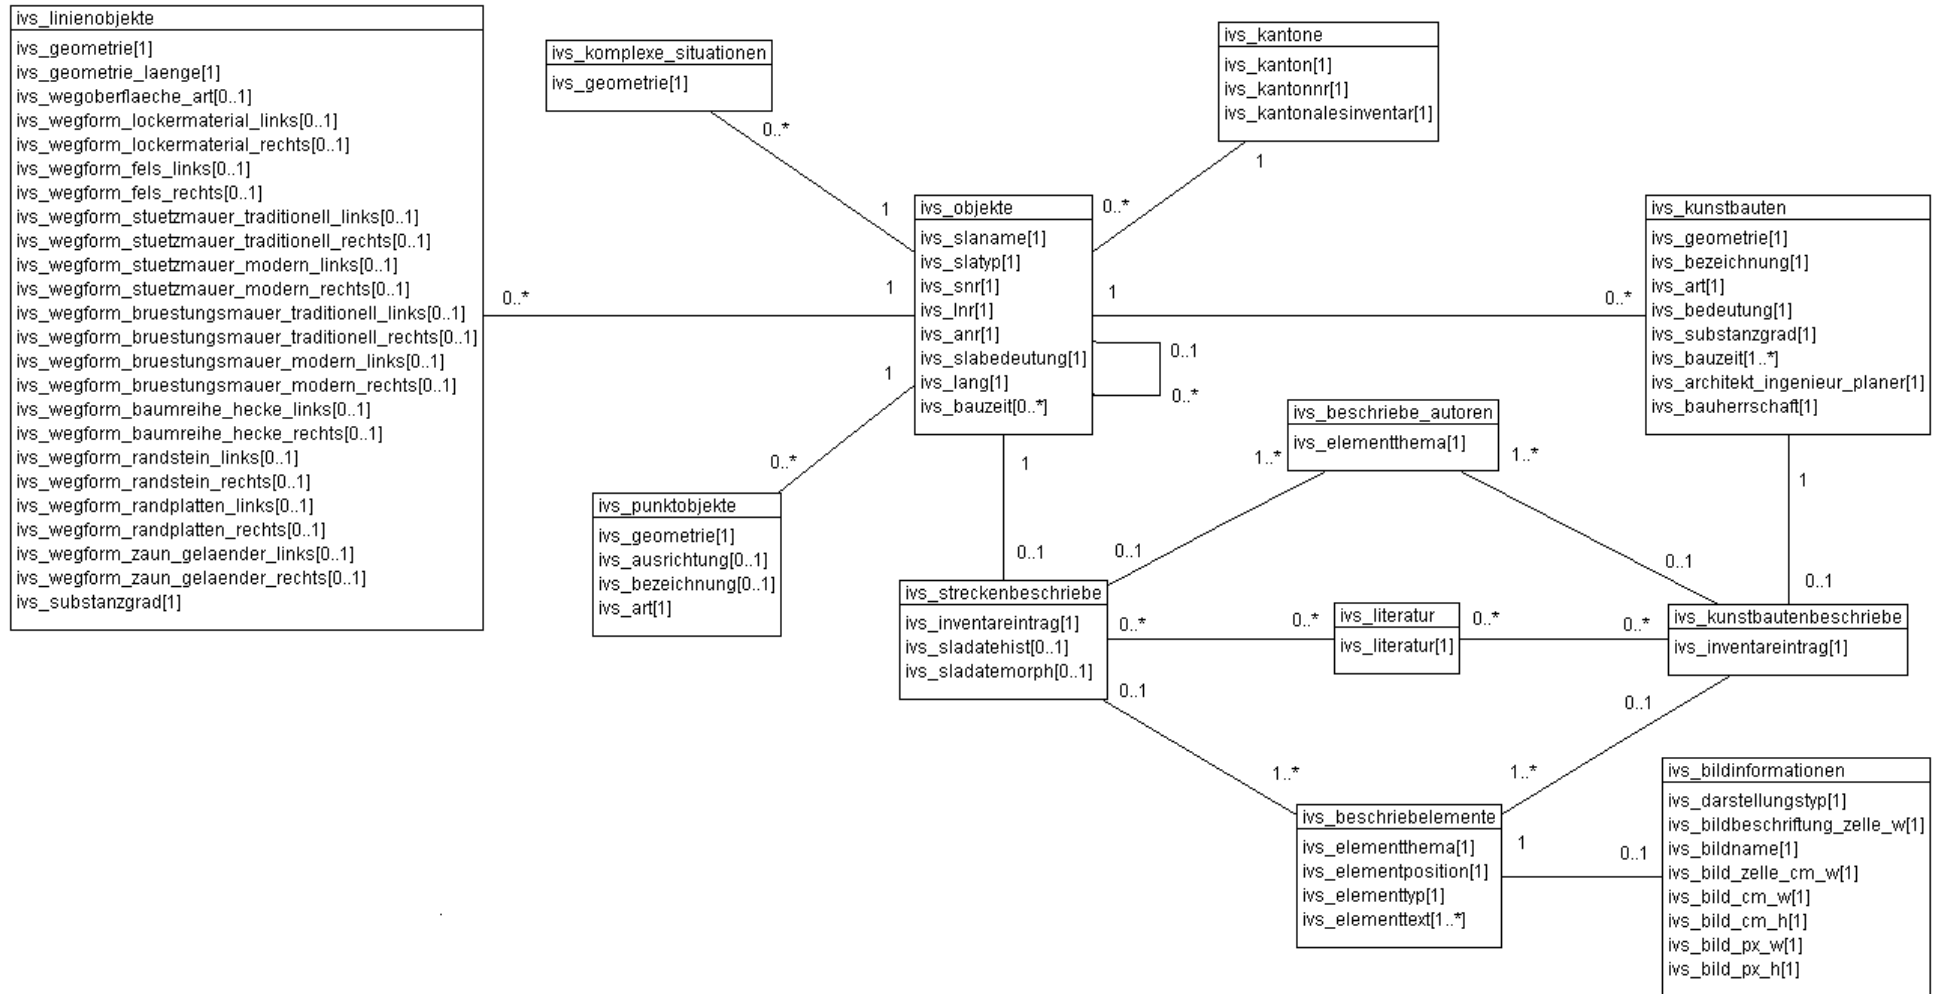 ivs_linienobjekte
ivs_geometrie[1]
ivs_geometrie_laenge[1]
ivs_wegoberflaeche_art[0..1]
ivs_wegform_lockermaterial_links[0..1]
ivs_wegform_lockermaterial_rechts[0..1]
ivs_wegform_fels_links[0..1]
ivs_wegform_fels_rechts[0..1]
ivs_wegform_stuetzmauer_traditionell_links[0..1]
ivs_wegform_stuetzmauer_traditionell_rechts[0..1]
ivs_wegform_stuetzmauer_modern_links[0..1]
ivs_wegform_stuetzmauer_modern_rechts[0..1]
ivs_wegform_bruestungsmauer_traditionell_links[0..1]
ivs_wegform_bruestungsmauer_traditionell_rechts[0..1]
ivs_wegform_bruestungsmauer_modern_links[0..1]
ivs_wegform_bruestungsmauer_modern_rechts[0..1]
ivs_wegform_baumreihe_hecke_links[0..1]
ivs_wegform_baumreihe_hecke_rechts[0..1]
ivs_wegform_randstein_links[0..1]
ivs_wegform_randstein_rechts[0..1]
ivs_wegform_randplatten_links[0..1]
ivs_wegform_randplatten_rechts[0..1]
ivs_wegform_zaun_gelaender_links[0..1]
ivs_wegform_zaun_gelaender_rechts[0..1]
ivs_substanzgrad[1]
ivs_komplexe_situationen
ivs_geometrie[1]
0..*
1
ivs_kantone
ivs_kanton[1]
ivs_kantonnr[1]
ivs_kantonalesinventar[1]
1
0..*
ivs_objekte
ivs_slaname[1]
ivs_slatyp[1]
ivs_snr[1]
ivs_lnr[1]
ivs_anr[1]
ivs_slabedeutung[1]
ivs_lang[1]
ivs_bauzeit[0..*]
0..*
1
1
0..*
0..1
0..*
1
0..*
1
0..1
ivs_kunstbauten
ivs_geometrie[1]
ivs_bezeichnung[1]
ivs_art[1]
ivs_bedeutung[1]
ivs_substanzgrad[1]
ivs_bauzeit[1..*]
ivs_architekt_ingenieur_planer[1]
ivs_bauherrschaft[1]
1
0..1
ivs_punktobjekte
ivs_geometrie[1]
ivs_ausrichtung[0..1]
ivs_bezeichnung[0..1]
ivs_art[1]
ivs_beschriebe_autoren
ivs_elementthema[1]
1..*
1..*
0..1
0..1
ivs_streckenbeschriebe
ivs_inventareintrag[1]
ivs_sladatehist[0..1]
ivs_sladatemorph[0..1]
0..*
0..*
ivs_literatur
ivs_literatur[1]
0..*
0..*
ivs_kunstbautenbeschriebe
ivs_inventareintrag[1]
0..1
0..1
1..*
1..*
ivs_beschriebelemente
ivs_elementthema[1]
ivs_elementposition[1]
ivs_elementtyp[1]
ivs_elementtext[1..*]
1
0..1
ivs_bildinformationen
ivs_darstellungstyp[1]
ivs_bildbeschriftung_zelle_w[1]
ivs_bildname[1]
ivs_bild_zelle_cm_w[1]
ivs_bild_cm_w[1]
ivs_bild_cm_h[1]
ivs_bild_px_w[1]
ivs_bild_px_h[1]